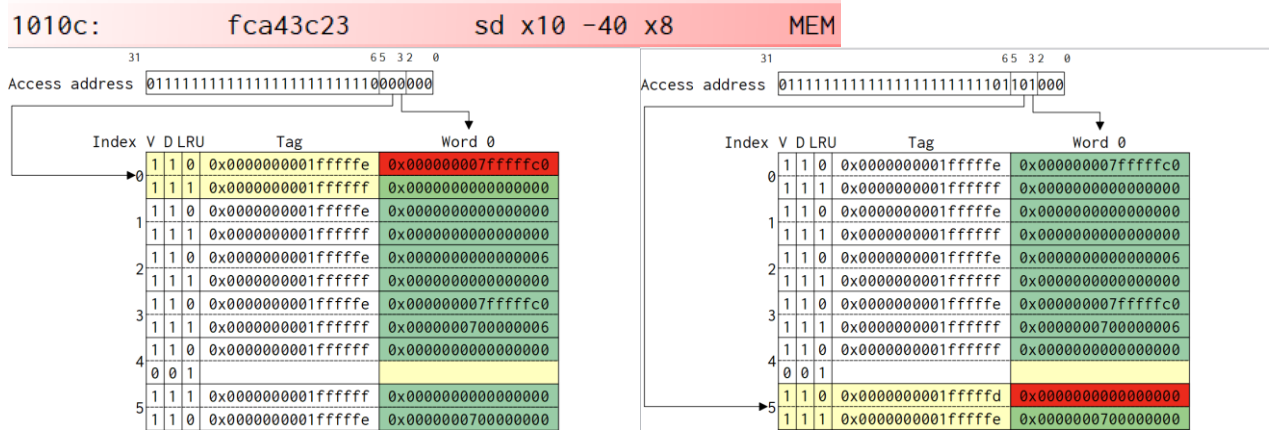 1010c: fca43c23 sd x10 -40 x8 MEM
31 65 32 0
Access address 01111111111111111111111110000000
Index V D LRU Tag Word 0
1 1 0 0x0000000001fffffe 0x000000007fffffc0
0
1 1 1 0x0000000001ffffff 0x0000000000000000
1 1 0 0x0000000001fffffe 0x0000000000000000
1
1 1 1 0x0000000001ffffff 0x0000000000000000
1 1 0 0x0000000001fffffe 0x0000000000000006
2
1 1 1 0x0000000001ffffff 0x0000000000000000
1 1 0 0x0000000001fffffe 0x000000007fffffc0
3
1 1 1 0x0000000001ffffff 0x0000000700000006
1 1 0 0x0000000001ffffff 0x0000000000000000
4
0 0 1
1 1 1 0x0000000001ffffff 0x0000000000000000
5
1 1 0 0x0000000001fffffe 0x0000000700000000
31 65 32 0
Access address 01111111111111111111111101101000
Index V D LRU Tag Word 0
1 1 0 0x0000000001fffffe 0x000000007fffffc0
0
1 1 1 0x0000000001ffffff 0x0000000000000000
1 1 0 0x0000000001fffffe 0x0000000000000000
1
1 1 1 0x0000000001ffffff 0x0000000000000000
1 1 0 0x0000000001fffffe 0x0000000000000006
2
1 1 1 0x0000000001ffffff 0x0000000000000000
1 1 0 0x0000000001fffffe 0x000000007fffffc0
3
1 1 1 0x0000000001ffffff 0x0000000700000006
1 1 0 0x0000000001ffffff 0x0000000000000000
4
0 0 1
1 1 0 0x0000000001fffffd 0x0000000000000000
5
1 1 1 0x0000000001fffffe 0x0000000700000000